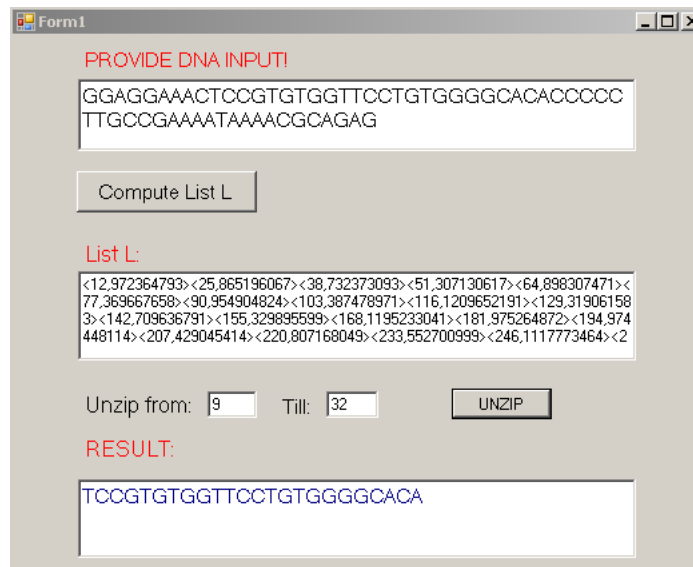 Form1
PROVIDE DNA INPUT!
GGAGGAAACTCCGTGTGGTTCCTGTGGGGCACACCCCC
TTGCCGAAAATAAAACGCAGAG
Compute List L
List L:
<12,972364793><25,865196067><38,732373093><51,307130617><64,898307471><
77,369667658><90,954904824><103,387478971><116,1209652191><129,31906158
3><142,709636791><155,329895599><168,1195233041><181,975264872><194,974
448114><207,429045414><220,807168049><233,552700999><246,1117773464><2
Unzip from: 9 Till: 32 UNZIP
RESULT:
TCCGTGTGGTTCCTGTGGGGCACA